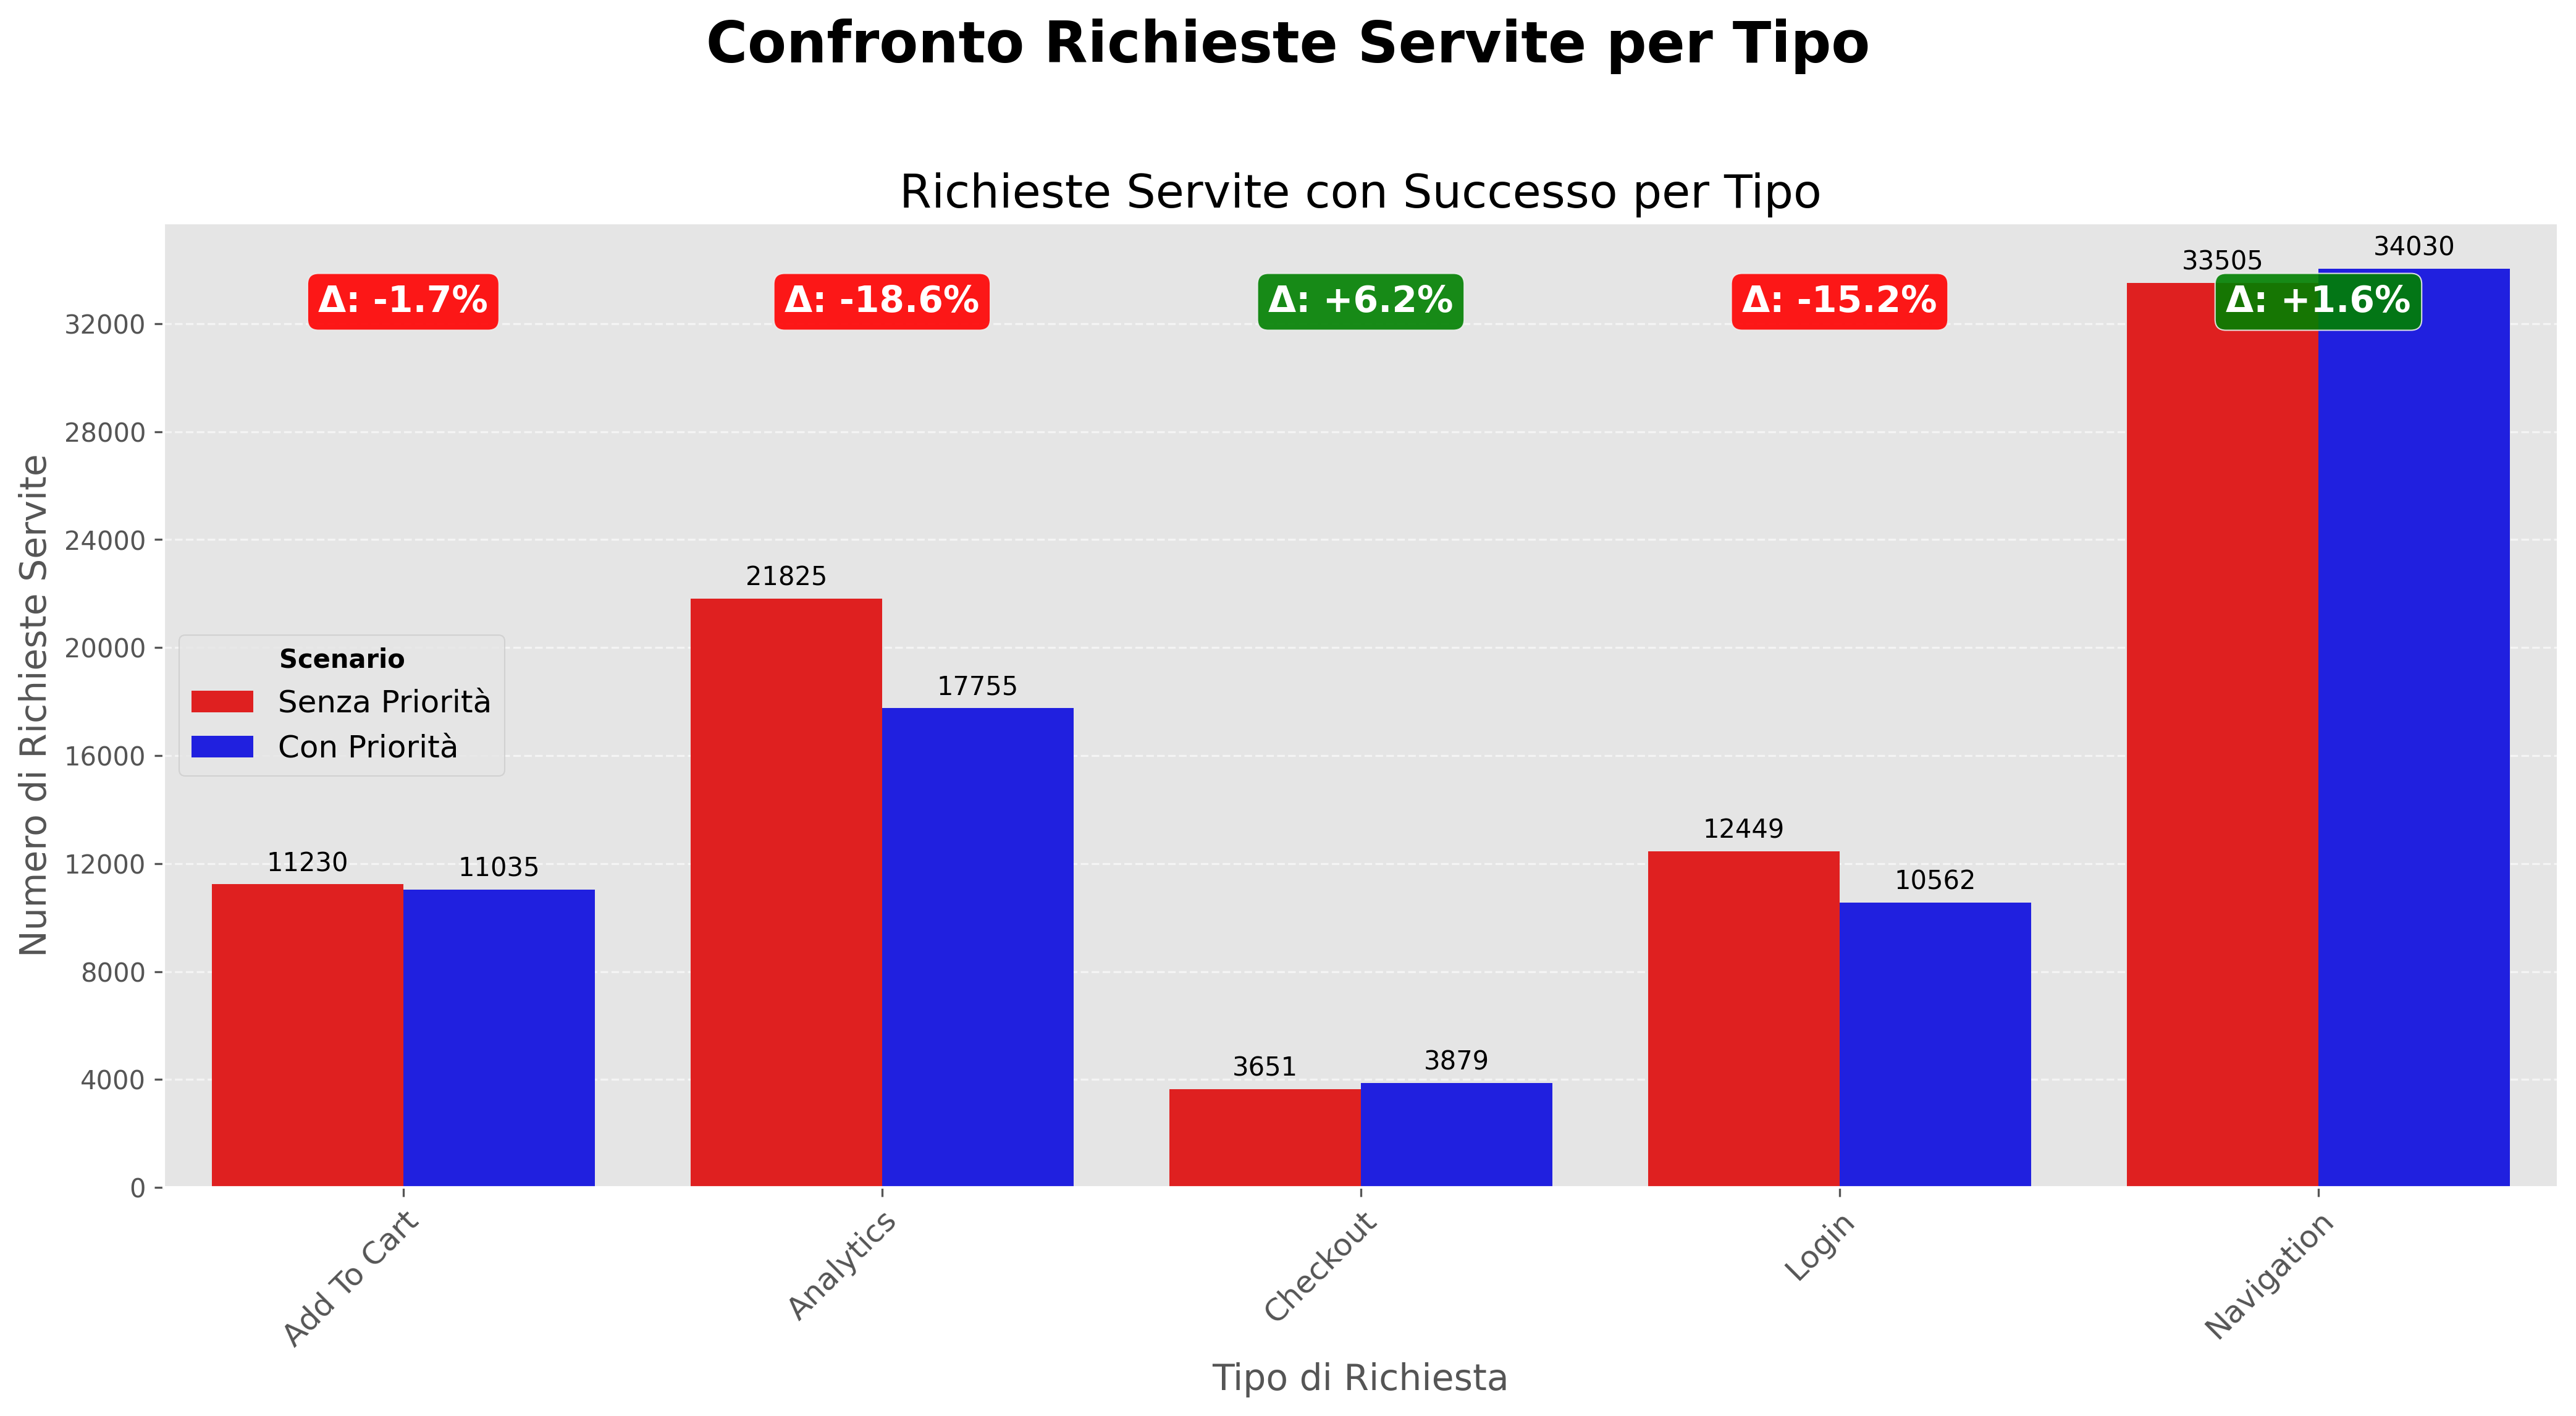 Confronto Richieste Servite per Tipo
Richieste Servite con Successo per Tipo
33505
34030
Δ: -1.7%
Δ: -18.6%
Δ: +6.2%
Δ: -15.2%
Δ: +1.6%
Numero di Richieste Servite
32000
28000
24000
20000
16000
12000
8000
4000
0
Scenario
Senza Priorità
Con Priorità
11230
11035
21825
17755
3651
3879
12449
10562
Add To Cart
Analytics
Checkout
Login
Navigation
Tipo di Richiesta